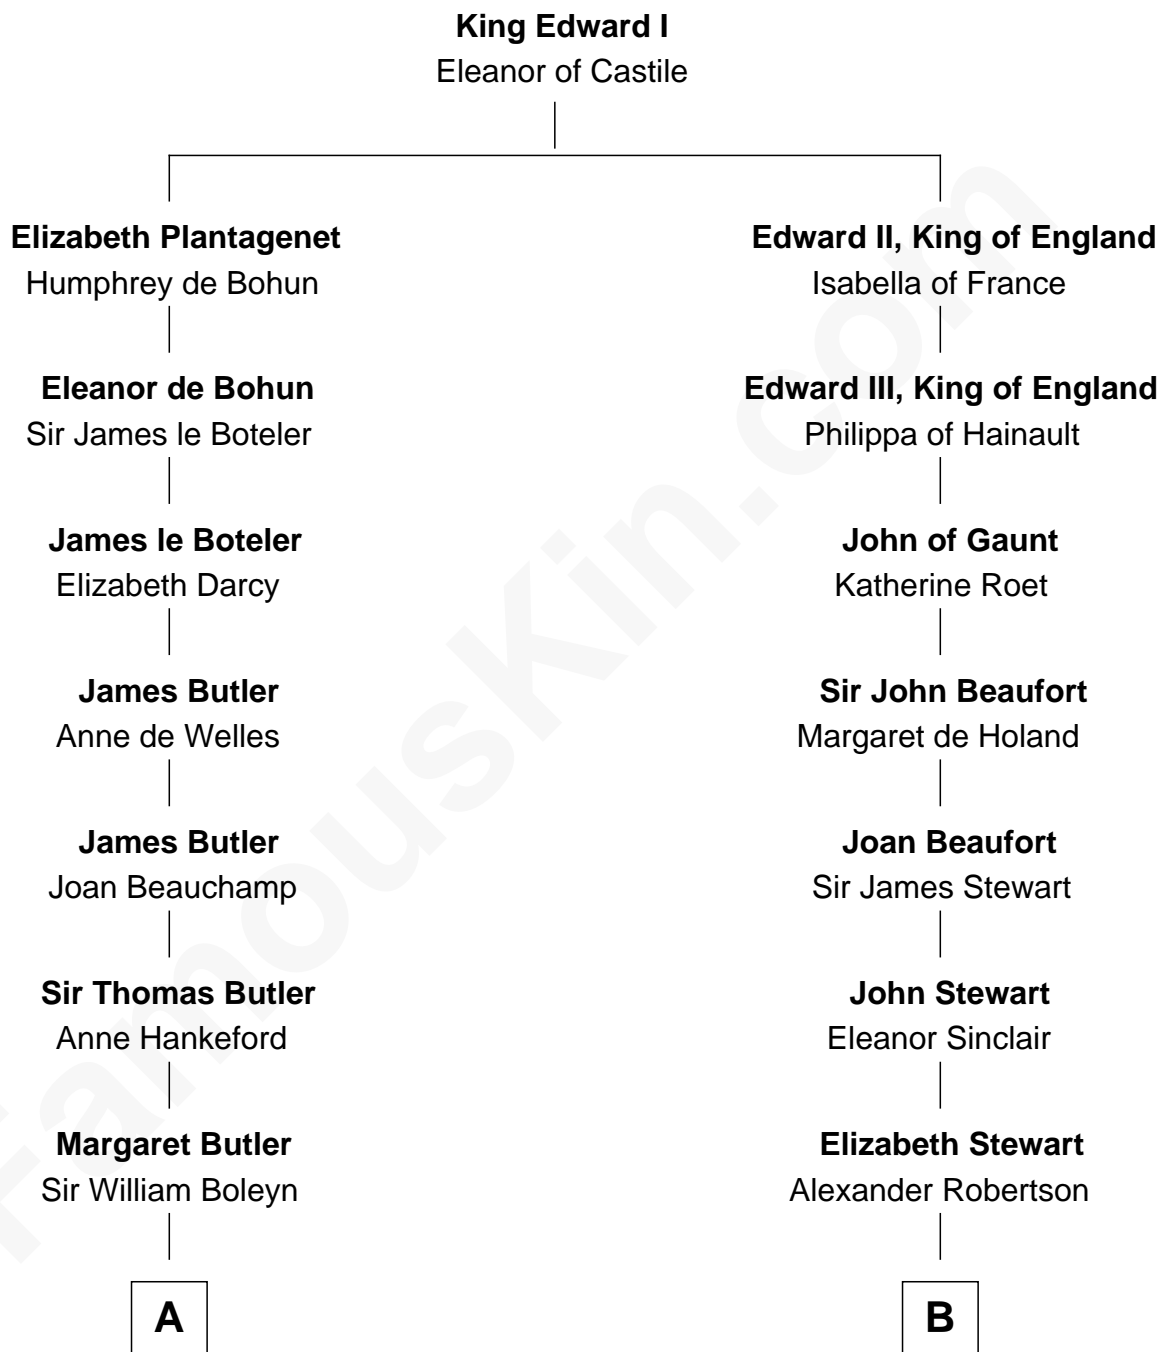 King Edward I
Eleanor of Castile
Elizabeth Plantagenet
Humphrey de Bohun
Edward II, King of England
Isabella of France
Eleanor de Bohun
Sir James le Boteler
Edward III, King of England
Philippa of Hainault
James le Boteler
Elizabeth Darcy
John of Gaunt
Katherine Roet
James Butler
Anne de Welles
Sir John Beaufort
Margaret de Holand
James Butler
Joan Beauchamp
Joan Beaufort
Sir James Stewart
Sir Thomas Butler
Anne Hankeford
John Stewart
Eleanor Sinclair
Margaret Butler
Sir William Boleyn
Elizabeth Stewart
Alexander Robertson
A
B
FamousKin.com